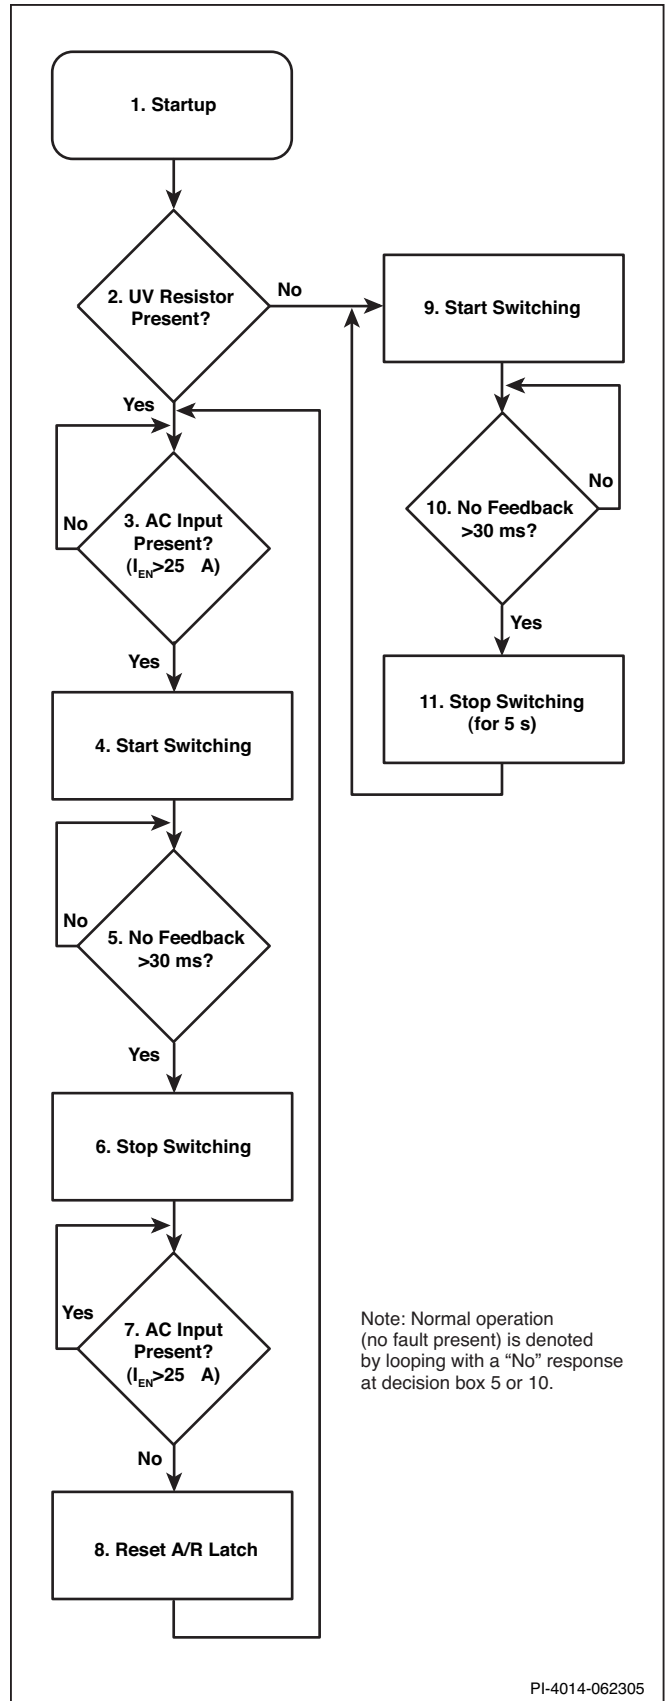 1. Startup
2. UV Resistor
Present?
No
Yes
9. Start Switching
No
10. No Feedback
>30 ms?
Yes
11. Stop Switching
(for 5 s)
No
3. AC Input
Present?
(IEN>25 A)
Yes
4. Start Switching
No
5. No Feedback
>30 ms?
Yes
6. Stop Switching
Yes
7. AC Input
Present?
(IEN>25 A)
No
8. Reset A/R Latch
Note: Normal operation
(no fault present) is denoted
by looping with a “No” response
at decision box 5 or 10.
PI-4014-062305